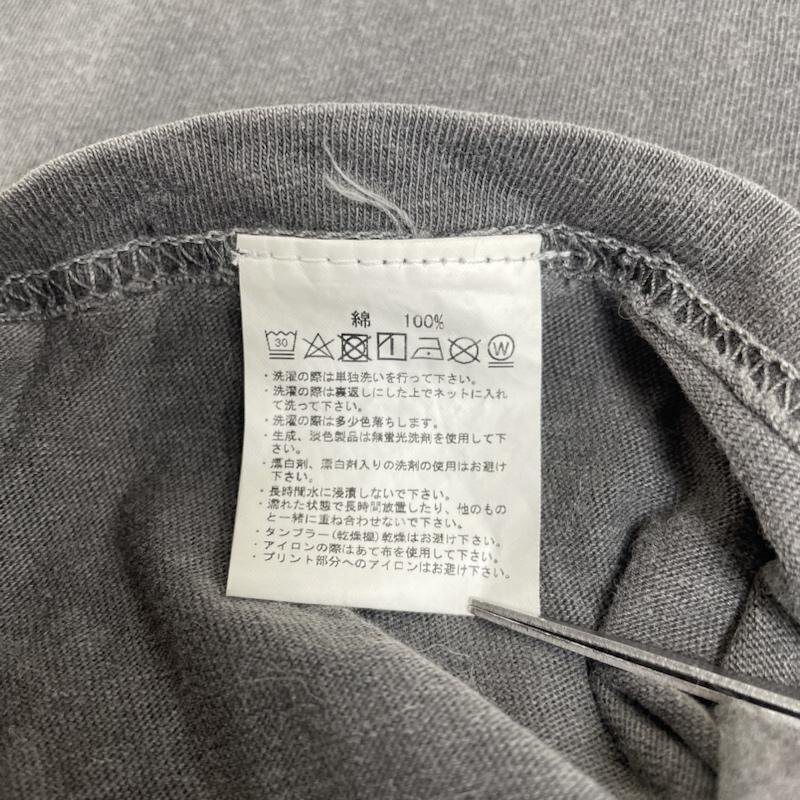 綿 100%
30 W
・洗濯の際は単独洗いを行って下さい。
・洗濯の際は裏返しにした上でネットに入れ
て洗って下さい。
・洗濯の際は多少色落ちします。
・生成、淡色製品は無蛍光洗剤を使用して下
さい。
・漂白剤、漂白剤入りの洗剤の使用はお避け
下さい。
・長時間水に浸漬しないで下さい。
・濡れた状態で長時間放置したり、他のもの
と一緒に重ね合わせないで下さい。
・タンブラー(乾燥機)乾燥はお避け下さい。
・アイロンの際はあて布を使用して下さい。
・プリント部分へのアイロンはお避け下さい。